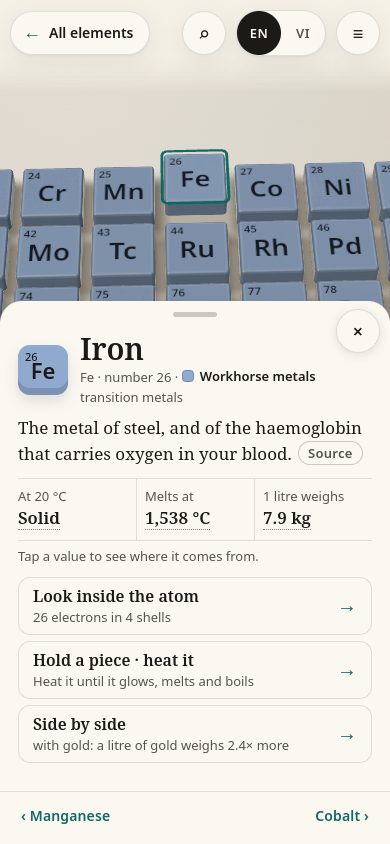 ← All elements
⌕
EN
VI
≡
24
Cr
25
Mn
26
Fe
27
Co
28
Ni
29
42
Mo
43
Tc
44
Ru
45
Rh
46
Pd
74
75
76
77
78
×
26
Fe
Iron
Fe · number 26 · Workhorse metals
transition metals
The metal of steel, and of the haemoglobin
that carries oxygen in your blood. Source
At 20 °C
Solid
Melts at
1,538 °C
1 litre weighs
7.9 kg
Tap a value to see where it comes from.
Look inside the atom
26 electrons in 4 shells
→
Hold a piece · heat it
Heat it until it glows, melts and boils
→
Side by side
with gold: a litre of gold weighs 2.4× more
→
‹ Manganese
Cobalt ›